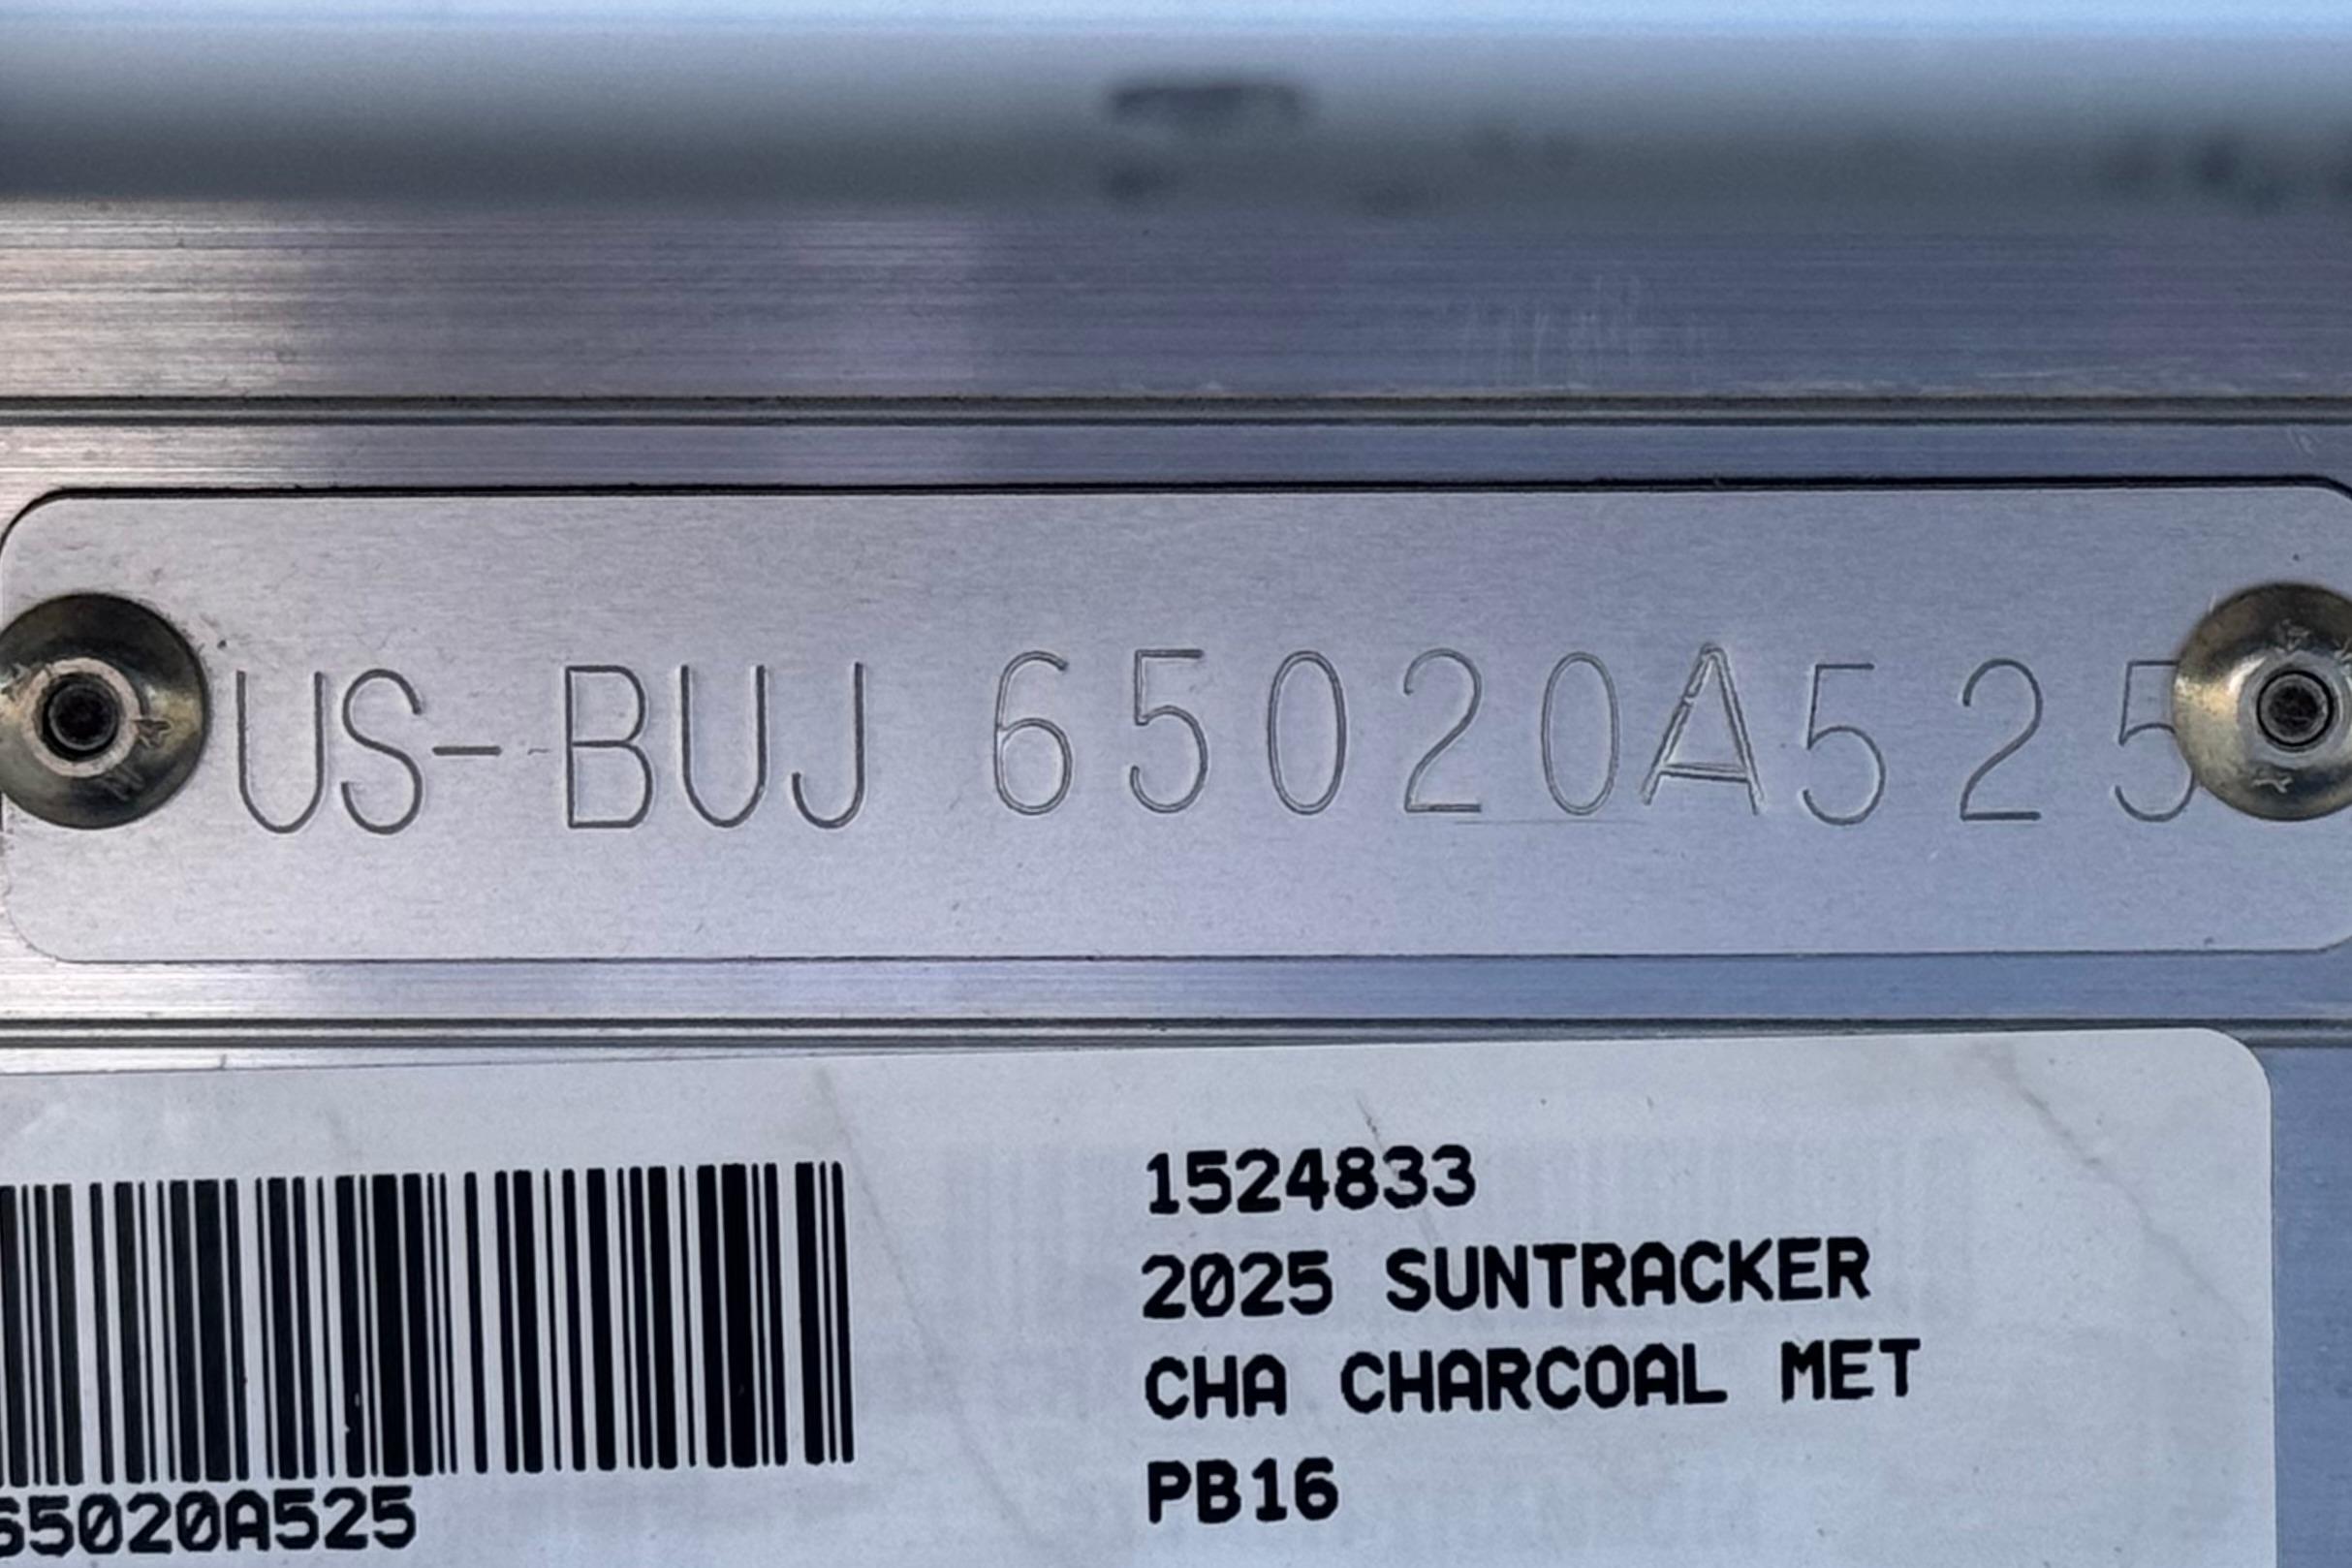 US-BUJ 65020A525
1524833
2025 SUNTRACKER
CHA CHARCOAL MET
PB16
65020A525